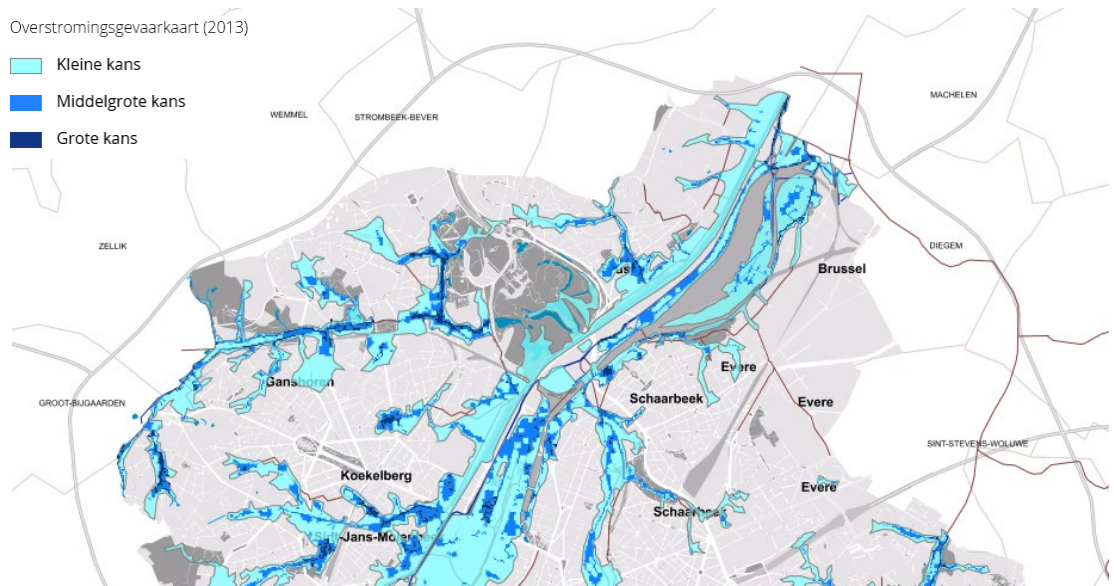 Overstromingsgevaarkaart (2013)
Kleine kans
Middelgrote kans
Grote kans
MACHELEN
WEMMEL
STROMBEEK-BEVER
ZELLIK
DIEGEM
Brussel
Ganshoren
Evere
GROOT-BIJGAARDEN
Schaarbeek
Evere
SINT-STEVENS-WOLUWE
Koekelberg
Evere
Schaarbeek